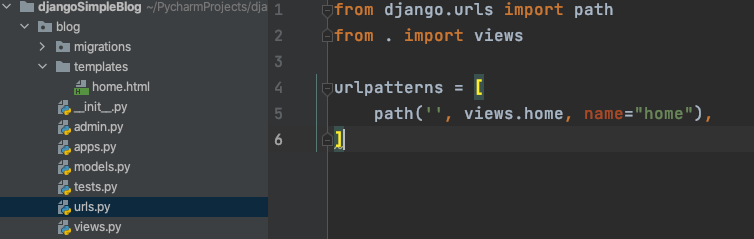 djangoSimpleBlog ~/PycharmProjects/dja
blog
migrations
templates
home.html
__init__.py
admin.py
apps.py
models.py
tests.py
urls.py
views.py
1 from django.urls import path
2 from . import views
3
4 urlpatterns = [
5     path('', views.home, name="home"),
6 ]